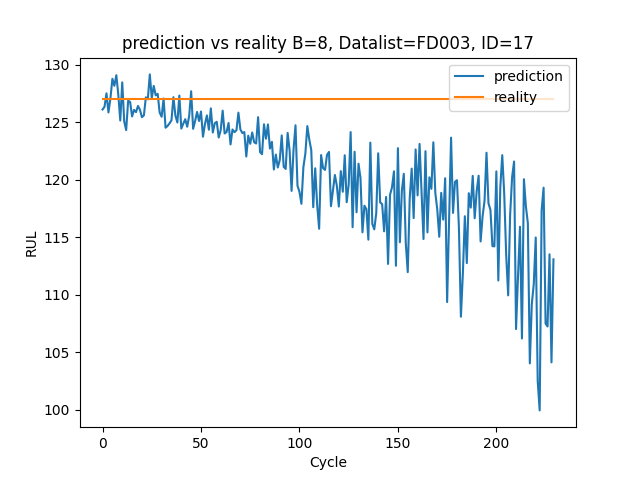 prediction vs reality B=8, Datalist=FD003, ID=17
130
125
120
115
110
105
100
RUL
prediction
reality
0
50
100
150
200
Cycle